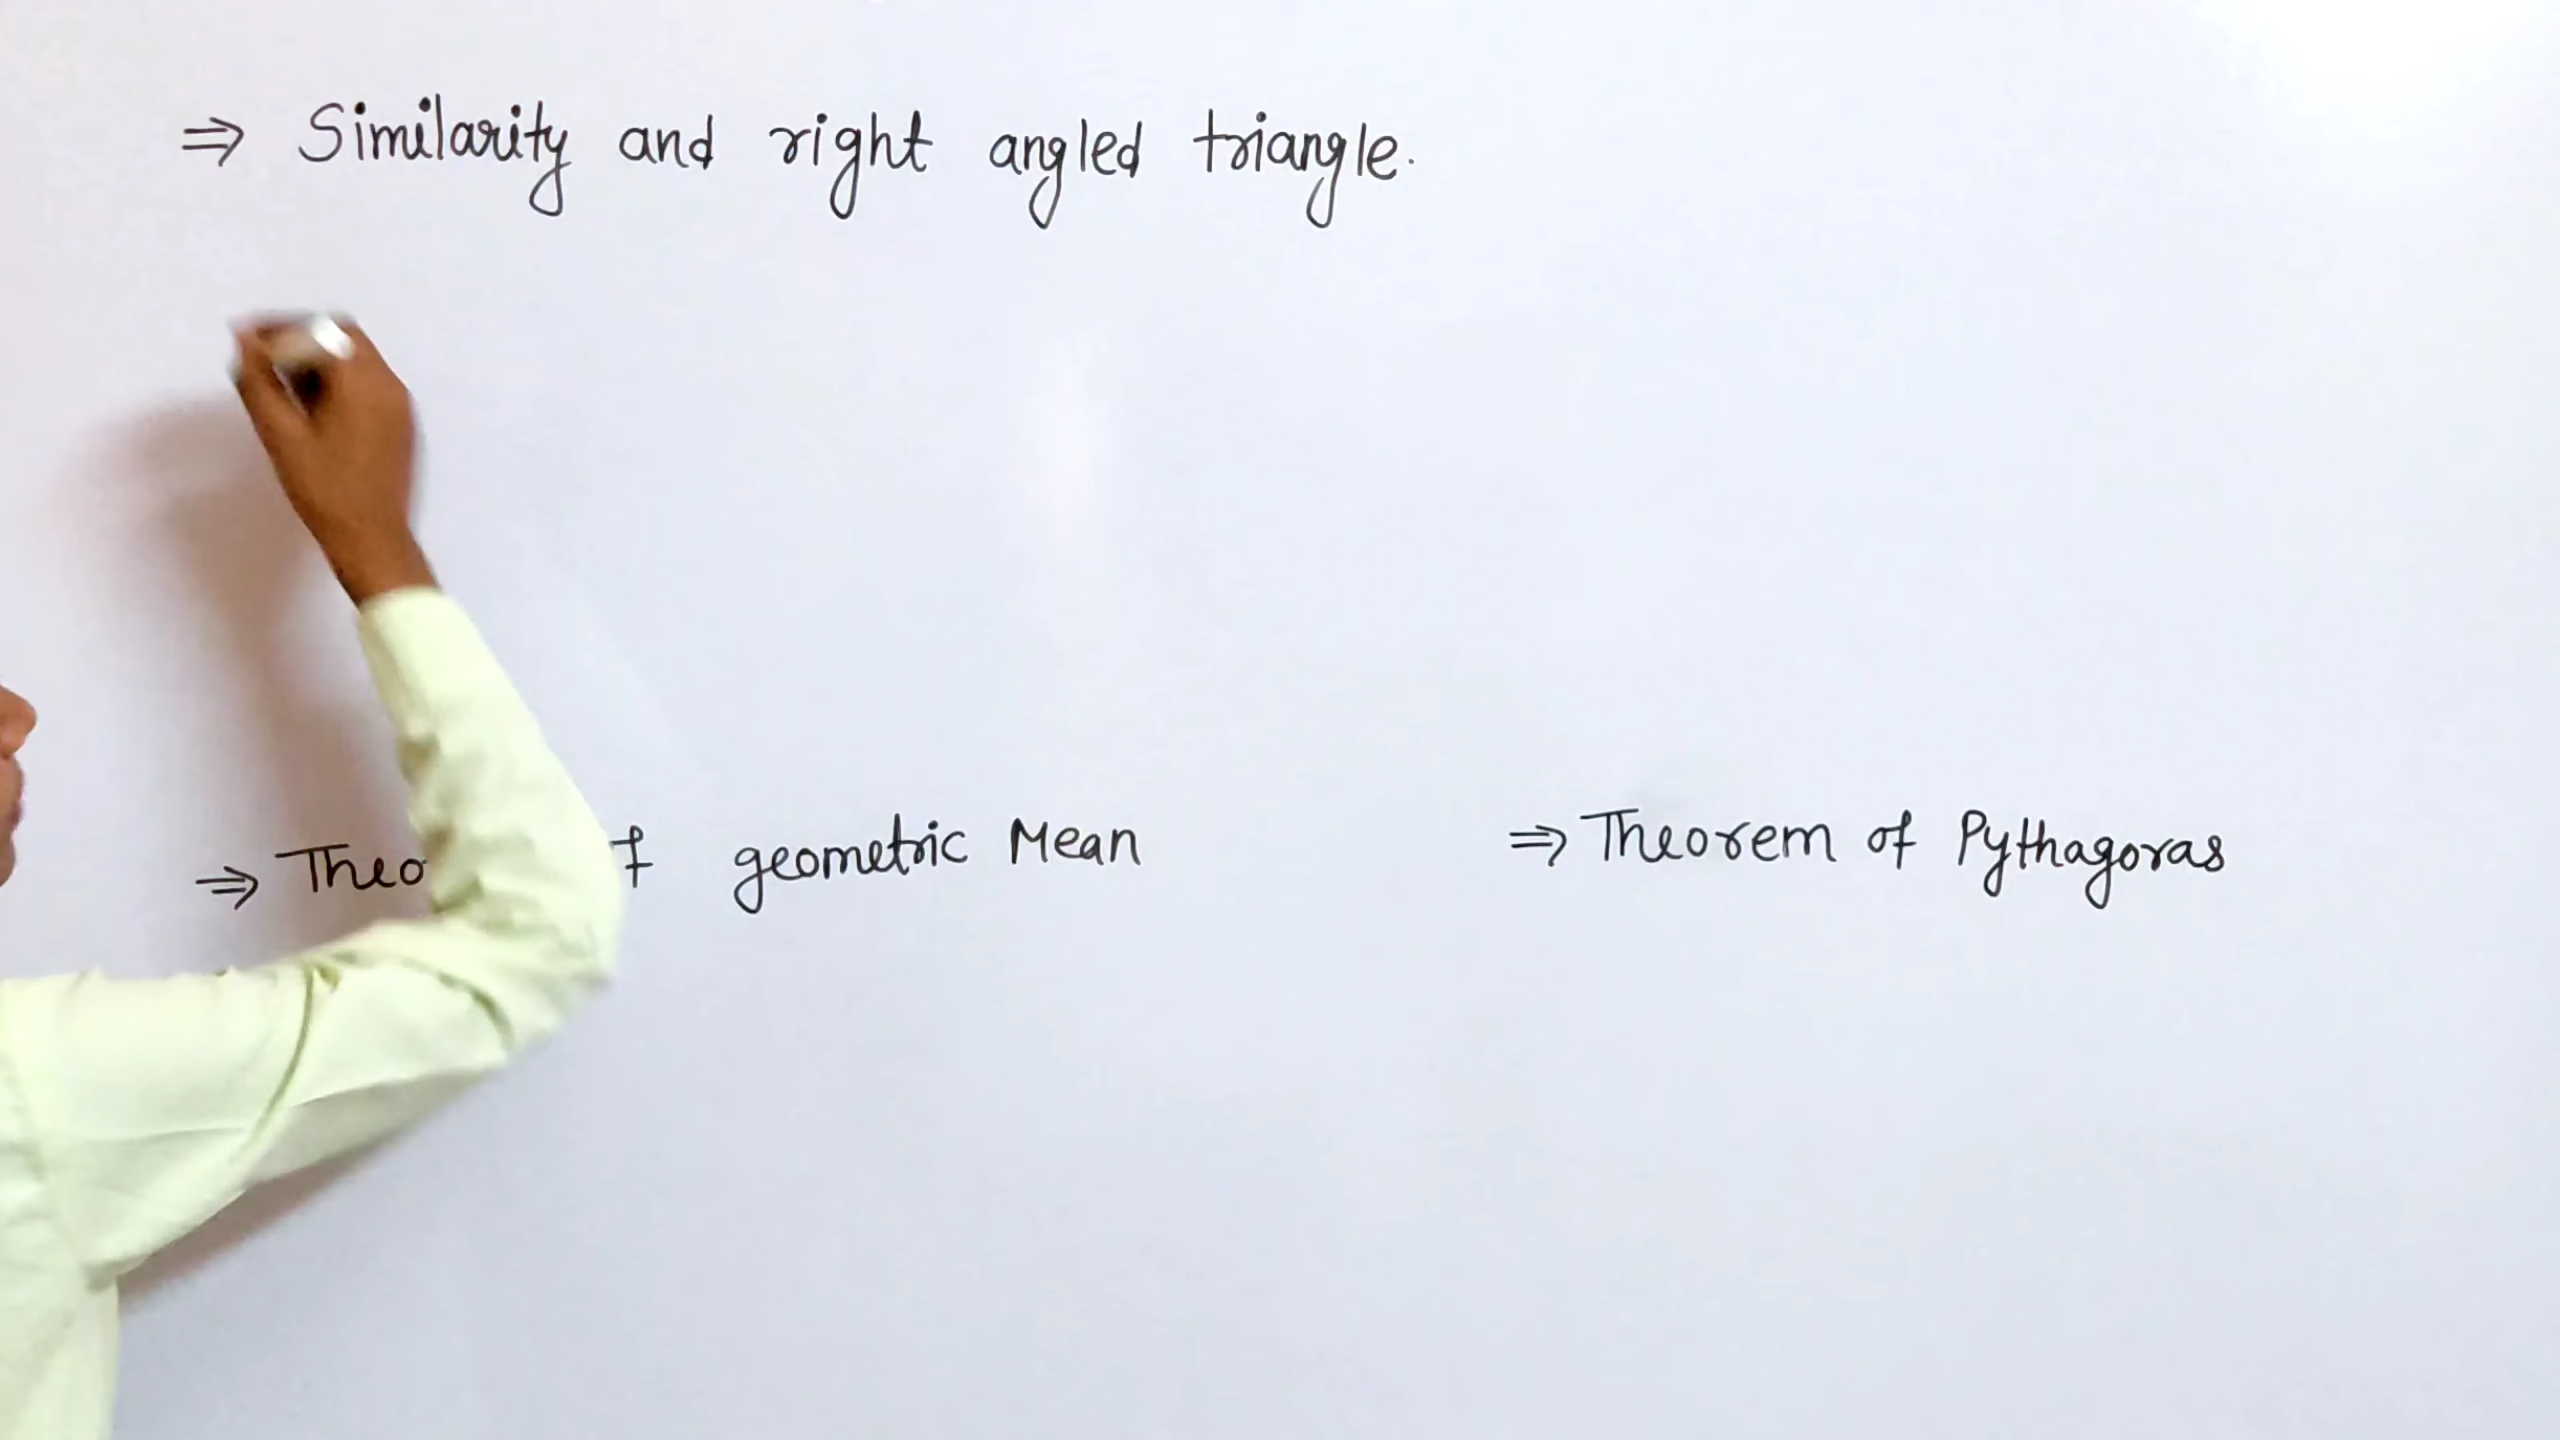 ⇒ Similarity and right angled triangle.
⇒ Theo geometric Mean
⇒ Theorem of Pythagoras